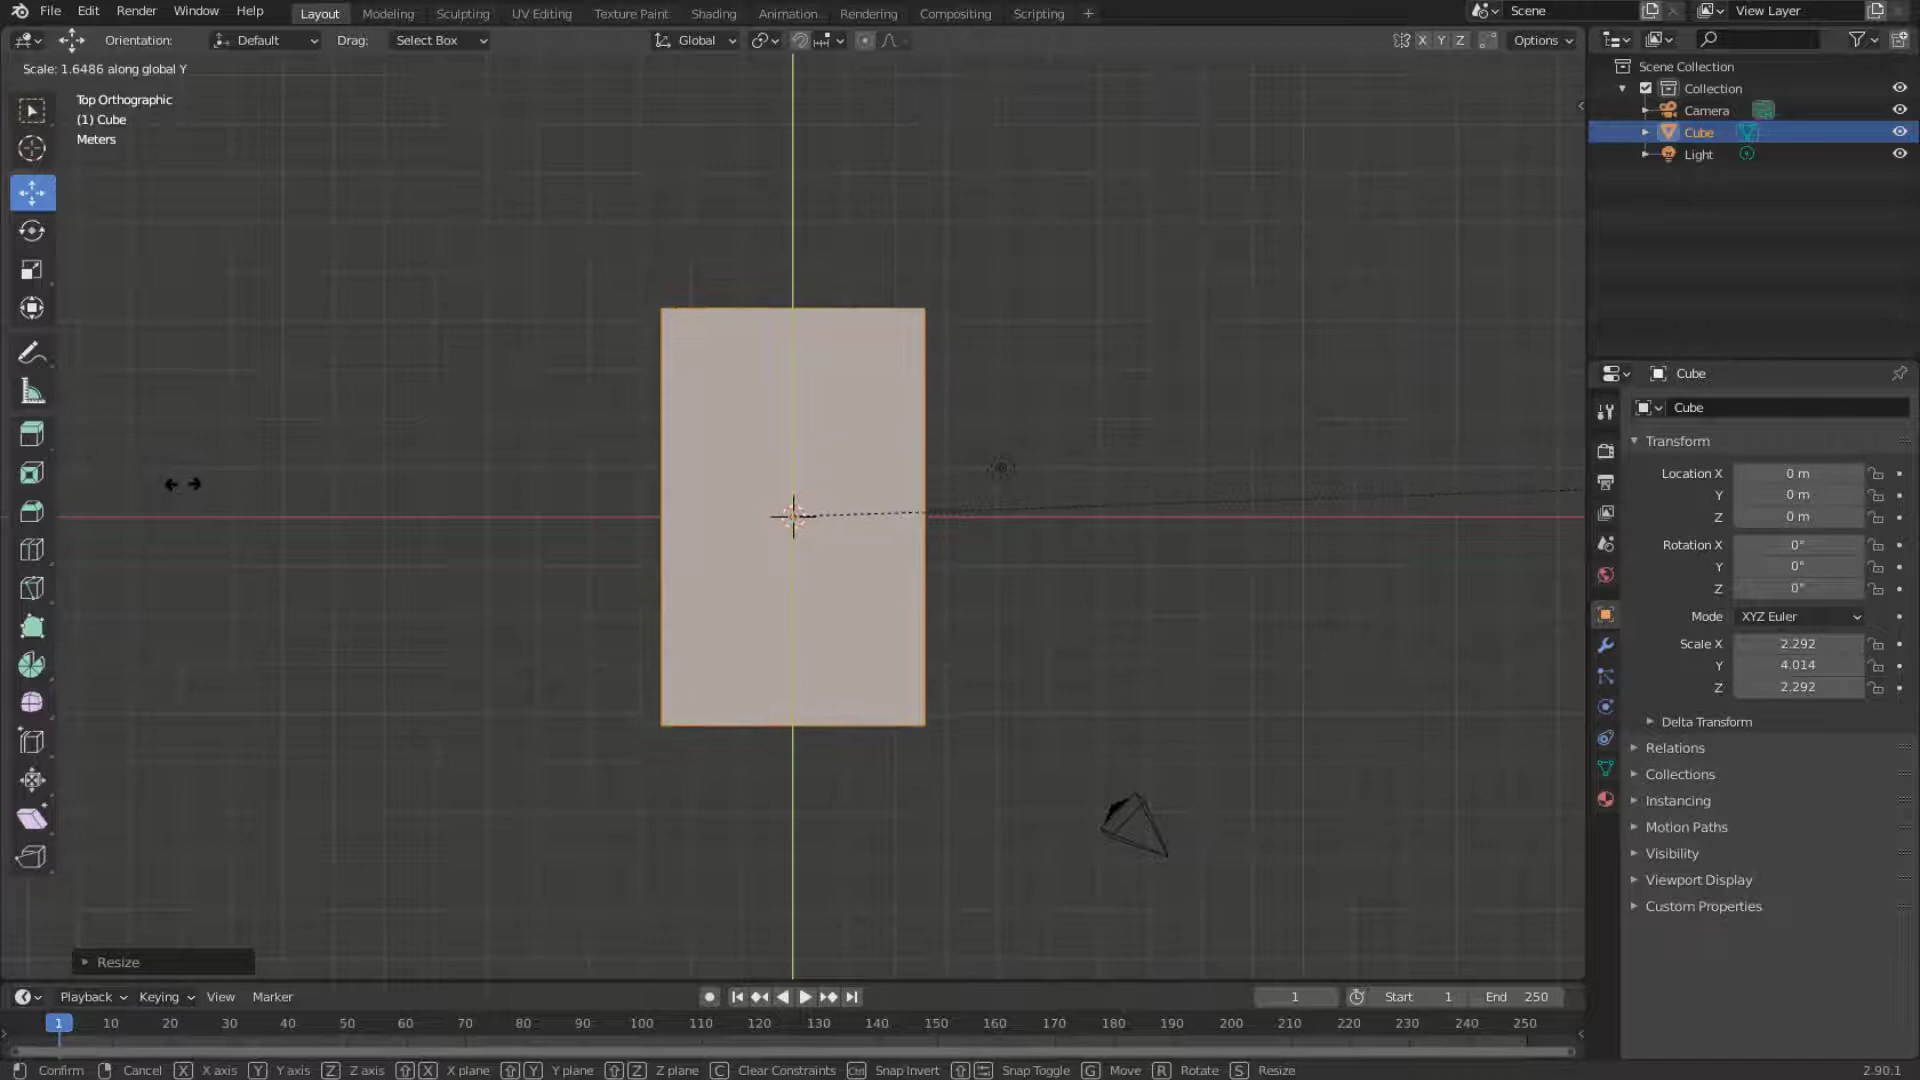 File Edit Render Window Help Layout Modeling Sculpting UV Editing Texture Paint Shading Animation Rendering Compositing Scripting + Scene View Layer
Orientation: Default Drag: Select Box Global X Y Z Options
Scale: 1.6486 along global Y
Top Orthographic
(1) Cube
Meters
Scene Collection
Collection
Camera
Cube
Light
Cube
Cube
Transform
Location X 0 m
Y 0 m
Z 0 m
Rotation X 0°
Y 0°
Z 0°
Mode XYZ Euler
Scale X 2.292
Y 4.014
Z 2.292
Delta Transform
Relations
Collections
Instancing
Motion Paths
Visibility
Viewport Display
Custom Properties
Resize
Playback Keying View Marker 1 Start 1 End 250
1 10 20 30 40 50 60 70 80 90 100 110 120 130 140 150 160 170 180 190 200 210 220 230 240 250
Confirm Cancel X X axis Y Y axis Z Z axis X X plane Y Y plane Z Z plane C Clear Constraints Ctrl Snap Invert Snap Toggle G Move R Rotate S Resize 2.90.1